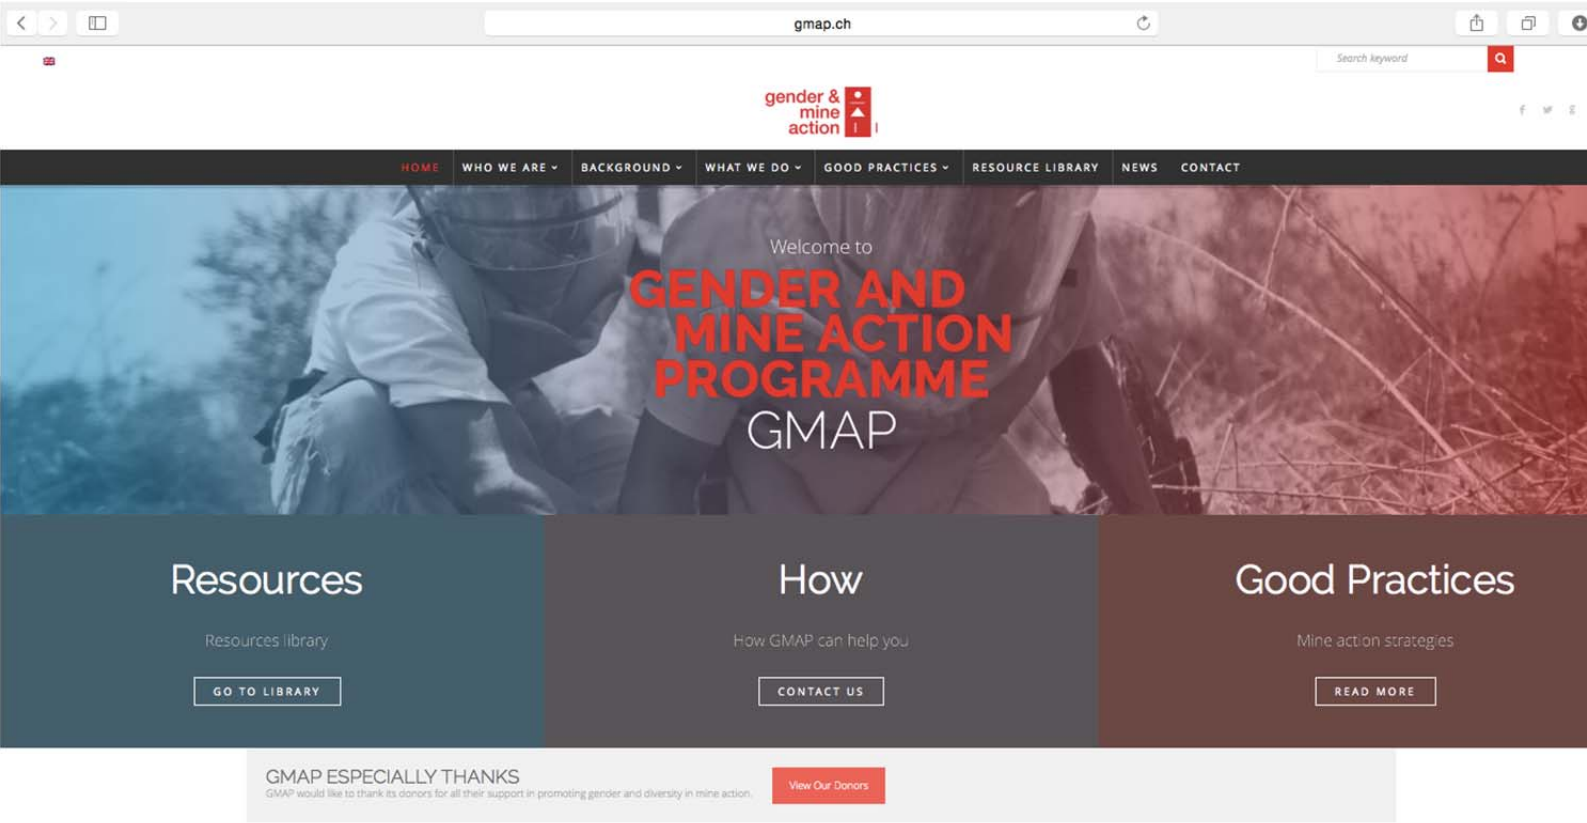 gmap.ch
Search keyword
gender &
mine
action
HOME WHO WE ARE BACKGROUND WHAT WE DO GOOD PRACTICES RESOURCE LIBRARY NEWS CONTACT
Welcome to
GENDER AND
MINE ACTION
PROGRAMME
GMAP
Resources
Resources library
GO TO LIBRARY
How
How GMAP can help you
CONTACT US
Good Practices
Mine action strategies
READ MORE
GMAP ESPECIALLY THANKS
GMAP would like to thank its donors for all their support in promoting gender and diversity in mine action.
View Our Donors